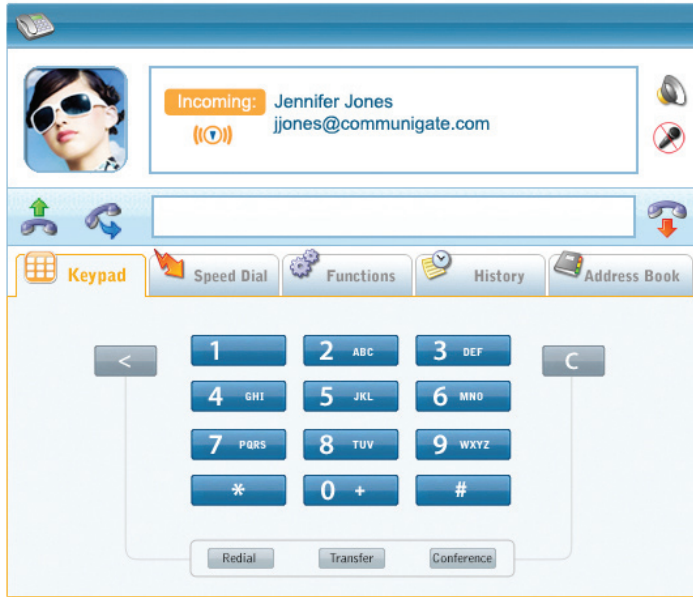 Incoming: Jennifer Jones
jjones@communigate.com
Keypad Speed Dial Functions History Address Book
< 1 2 ABC 3 DEF C
4 GHI 5 JKL 6 MNO
7 PQRS 8 TUV 9 WXYZ
* 0 + #
Redial Transfer Conference